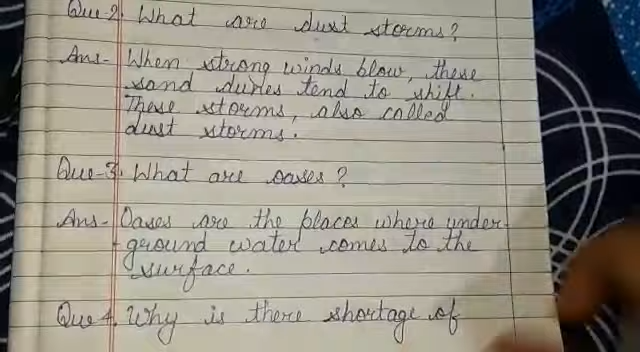 Que-2. What are dust storms?
Ans- When strong winds blow, these
sand dunes tend to shift.
These storms, also called
dust storms.
Que-3. What are oases?
Ans- Oases are the places where under-
ground water comes to the
surface.
Que 4. Why is there shortage of